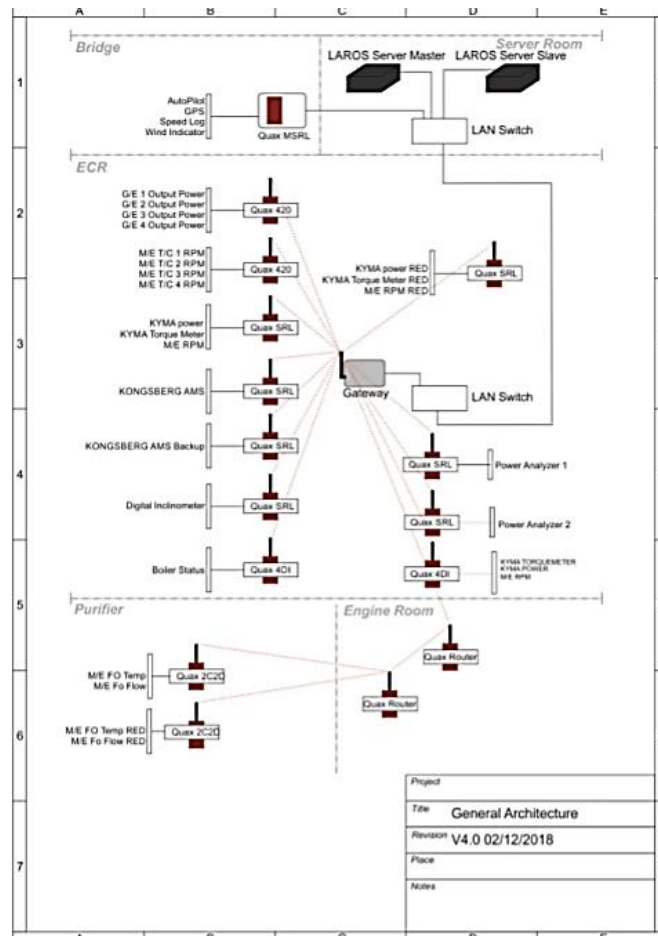 A B C D E
1
Bridge
Server Room
LAROS Server Master
LAROS Server Slave
AutoPilot
GPS
Speed Log
Wind Indicator
Quax MSRL
LAN Switch
ECR
2
G/E 1 Output Power
G/E 2 Output Power
G/E 3 Output Power
G/E 4 Output Power
Quax 420
M/E T/C 1 RPM
M/E T/C 2 RPM
M/E T/C 3 RPM
M/E T/C 4 RPM
Quax 420
KYMA power RED
KYMA Torque Meter RED
M/E RPM RED
Quax SRL
3
KYMA power
KYMA Torque Meter
M/E RPM
Quax SRL
Gateway
LAN Switch
KONGSBERG AMS
Quax SRL
4
KONGSBERG AMS Backup
Quax SRL
Quax SRL
Power Analyzer 1
Digital Inclinometer
Quax SRL
Quax SRL
Power Analyzer 2
Boiler Status
Quax 4DI
Quax 4DI
KYMA TORQUEMETER
KYMA POWER
M/E RPM
5
Purifier
Engine Room
M/E FO Temp
M/E Fo Flow
Quax 2C2D
Quax Router
Quax Router
6
M/E FO Temp RED
M/E Fo Flow RED
Quax 2C2D
7
Project
Title General Architecture
Revision V4.0 02/12/2018
Place
Notes